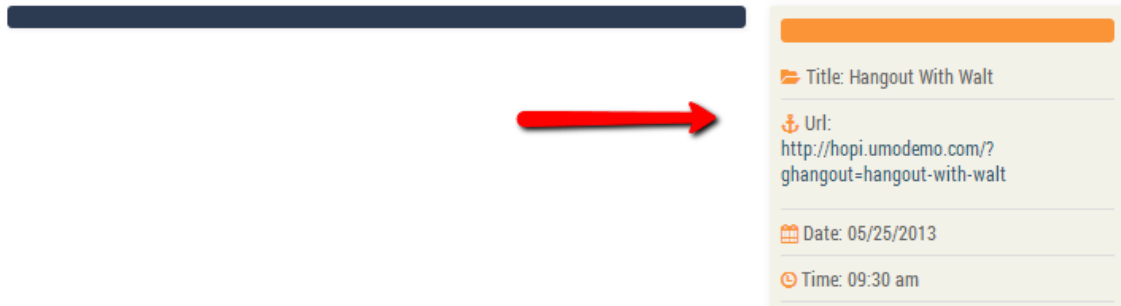 Title: Hangout With Walt
Url:
http://hopi.umodemo.com/?
ghangout=hangout-with-walt
Date: 05/25/2013
Time: 09:30 am